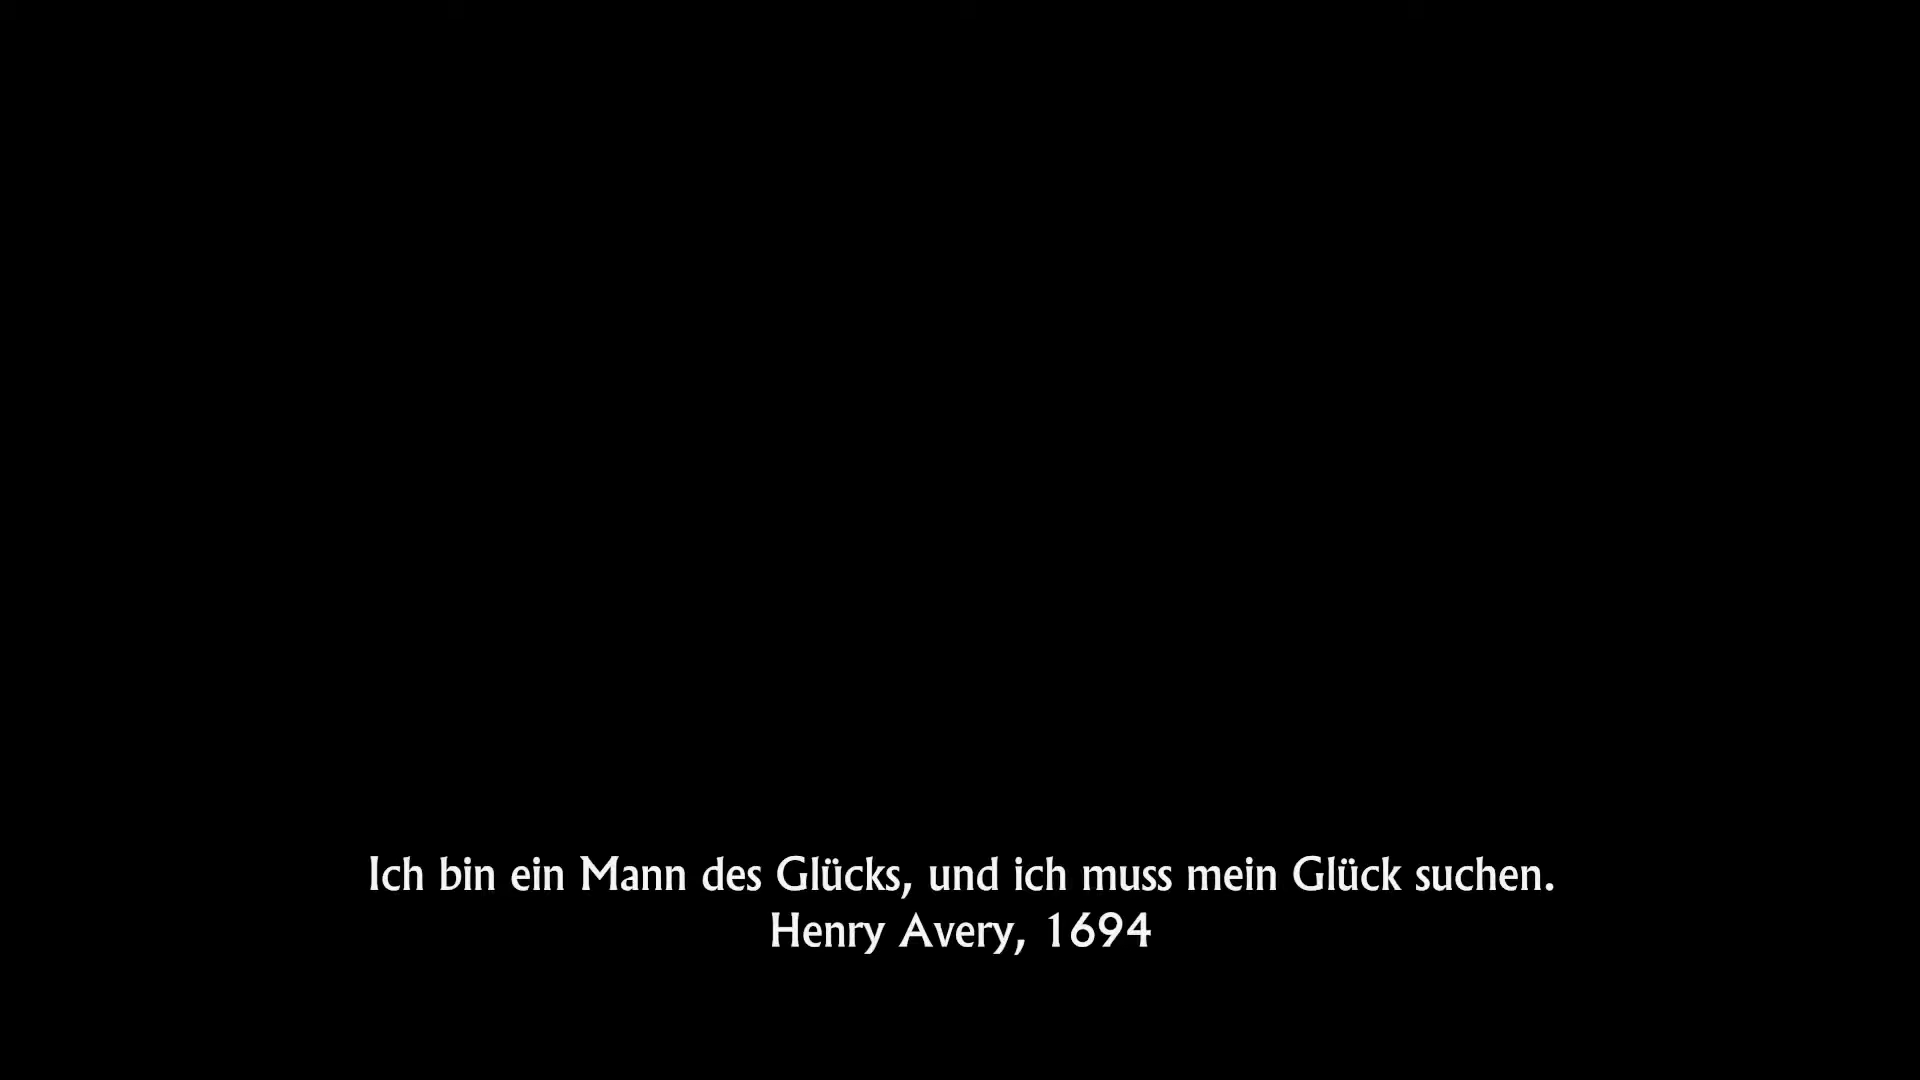 Ich bin ein Mann des Glücks, und ich muss mein Glück suchen.
Henry Avery, 1694